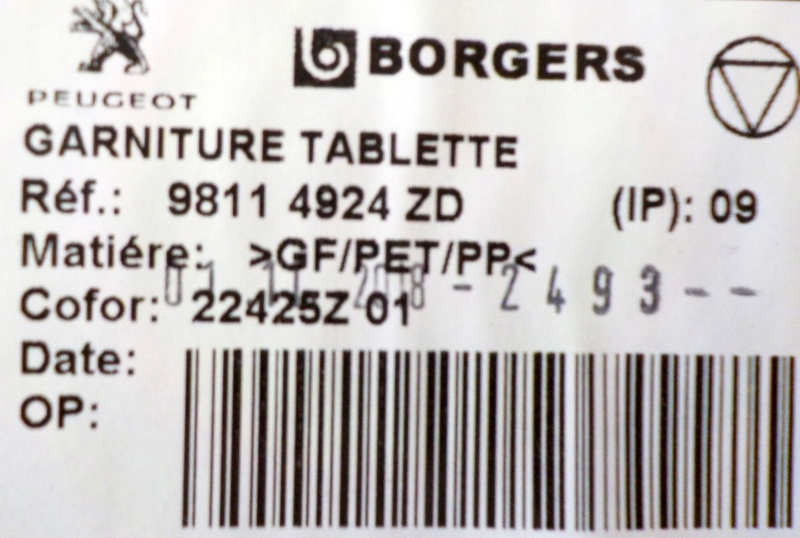 PEUGEOT
BORGERS
GARNITURE TABLETTE
Réf.: 9811 4924 ZD (IP): 09
Matiére: >GF/PET/PP<
- 2493--
Cofor: 22425Z 01
Date:
OP: